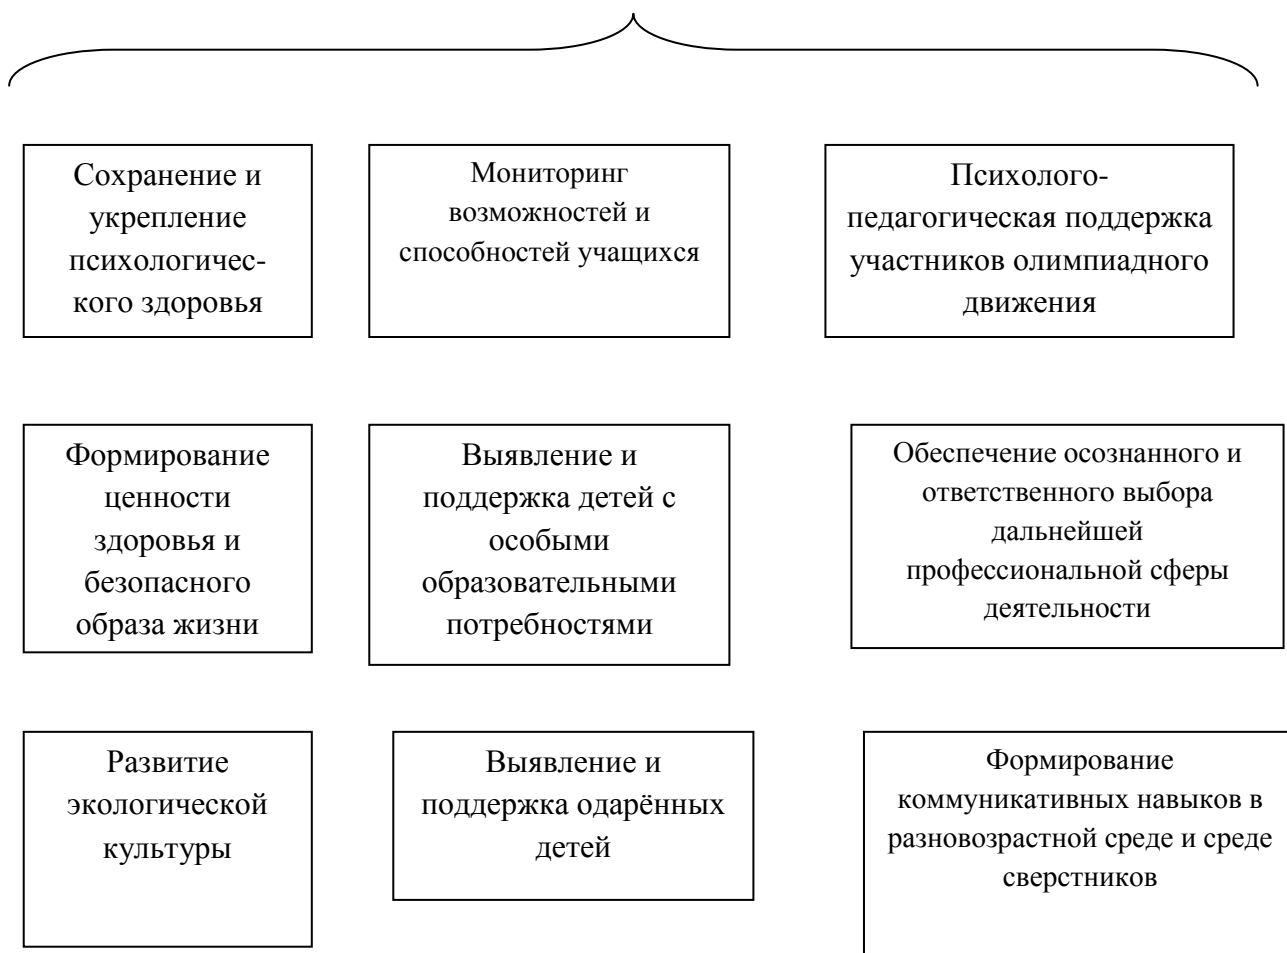 Сохранение и
укрепление
психологичес-
кого здоровья
Мониторинг
возможностей и
способностей учащихся
Психолого-
педагогическая поддержка
участников олимпиадного
движения
Формирование
ценности
здоровья и
безопасного
образа жизни
Выявление и
поддержка детей с
особыми
образовательными
потребностями
Обеспечение осознанного и
ответственного выбора
дальнейшей
профессиональной сферы
деятельности
Развитие
экологической
культуры
Выявление и
поддержка одарённых
детей
Формирование
коммуникативных навыков в
разновозрастной среде и среде
сверстников